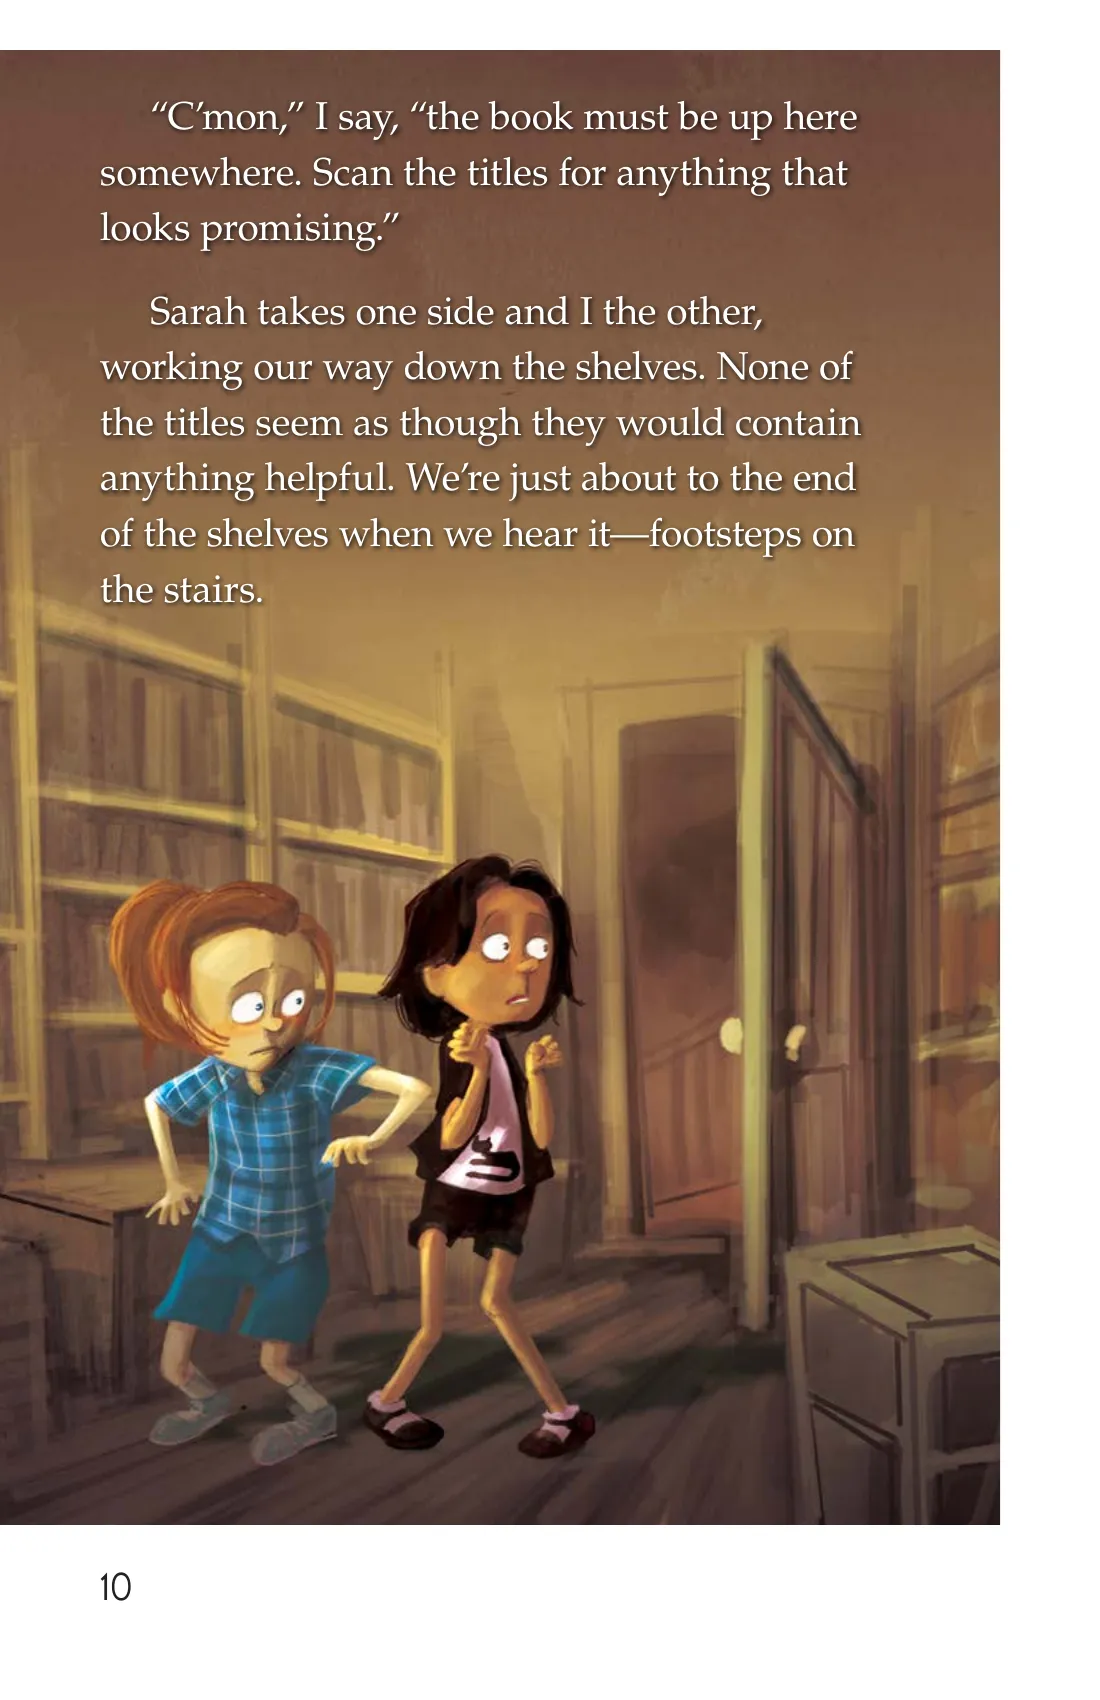 “C’mon,” I say, “the book must be up here
somewhere. Scan the titles for anything that
looks promising.”
Sarah takes one side and I the other,
working our way down the shelves. None of
the titles seem as though they would contain
anything helpful. We’re just about to the end
of the shelves when we hear it—footsteps on
the stairs.
10